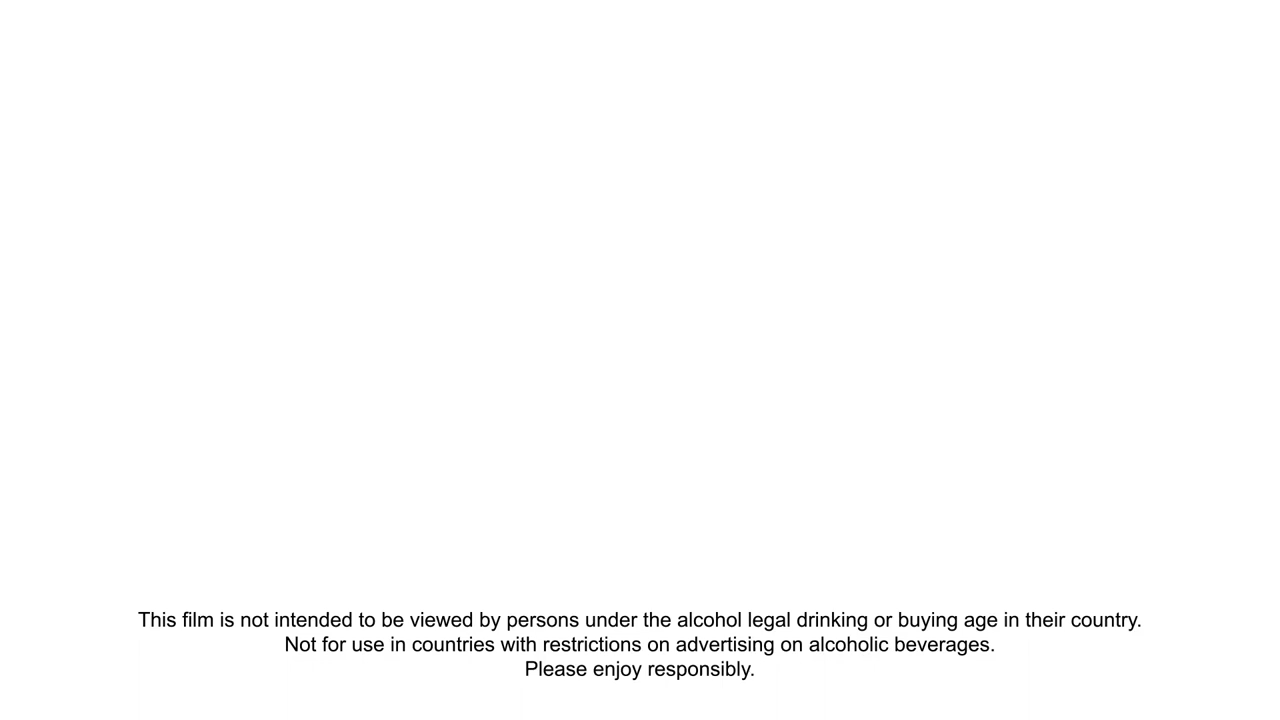 This film is not intended to be viewed by persons under the alcohol legal drinking or buying age in their country.
Not for use in countries with restrictions on advertising on alcoholic beverages.
Please enjoy responsibly.